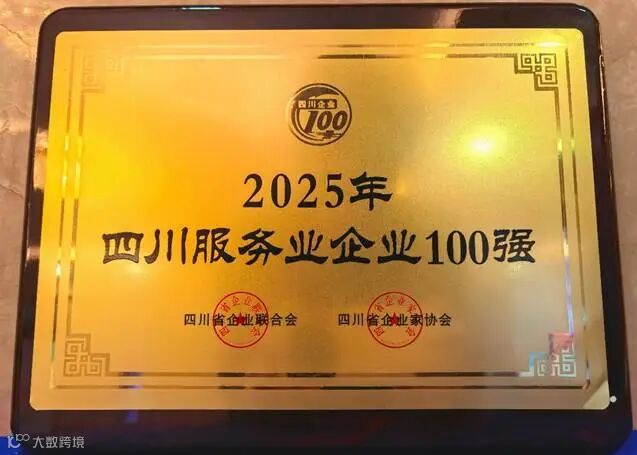 四川企业
100
2025年
四川服务业企业100强
四川省企业联合会 四川省企业家协会
大数跨境